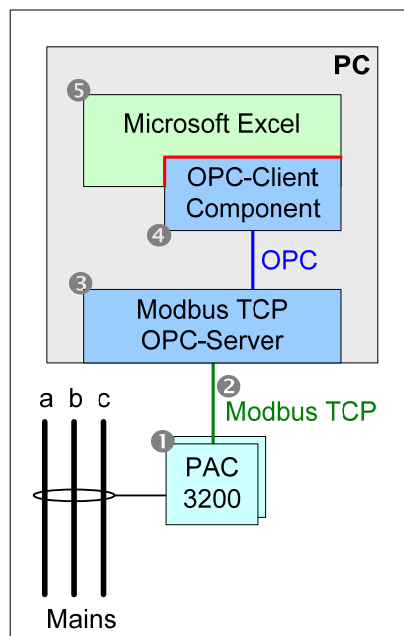 PC
5
Microsoft Excel
OPC-Client
Component
4
OPC
3
Modbus TCP
OPC-Server
2
Modbus TCP
a b c
1
PAC
3200
Mains